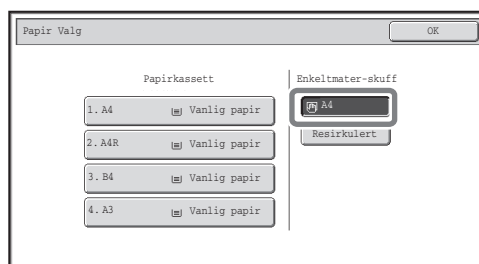 Papir Valg
OK
Papirkassett
Enkeltmater-skuff
1. A4 Vanlig papir
2. A4R Vanlig papir
3. B4 Vanlig papir
4. A3 Vanlig papir
A4
Resirkulert